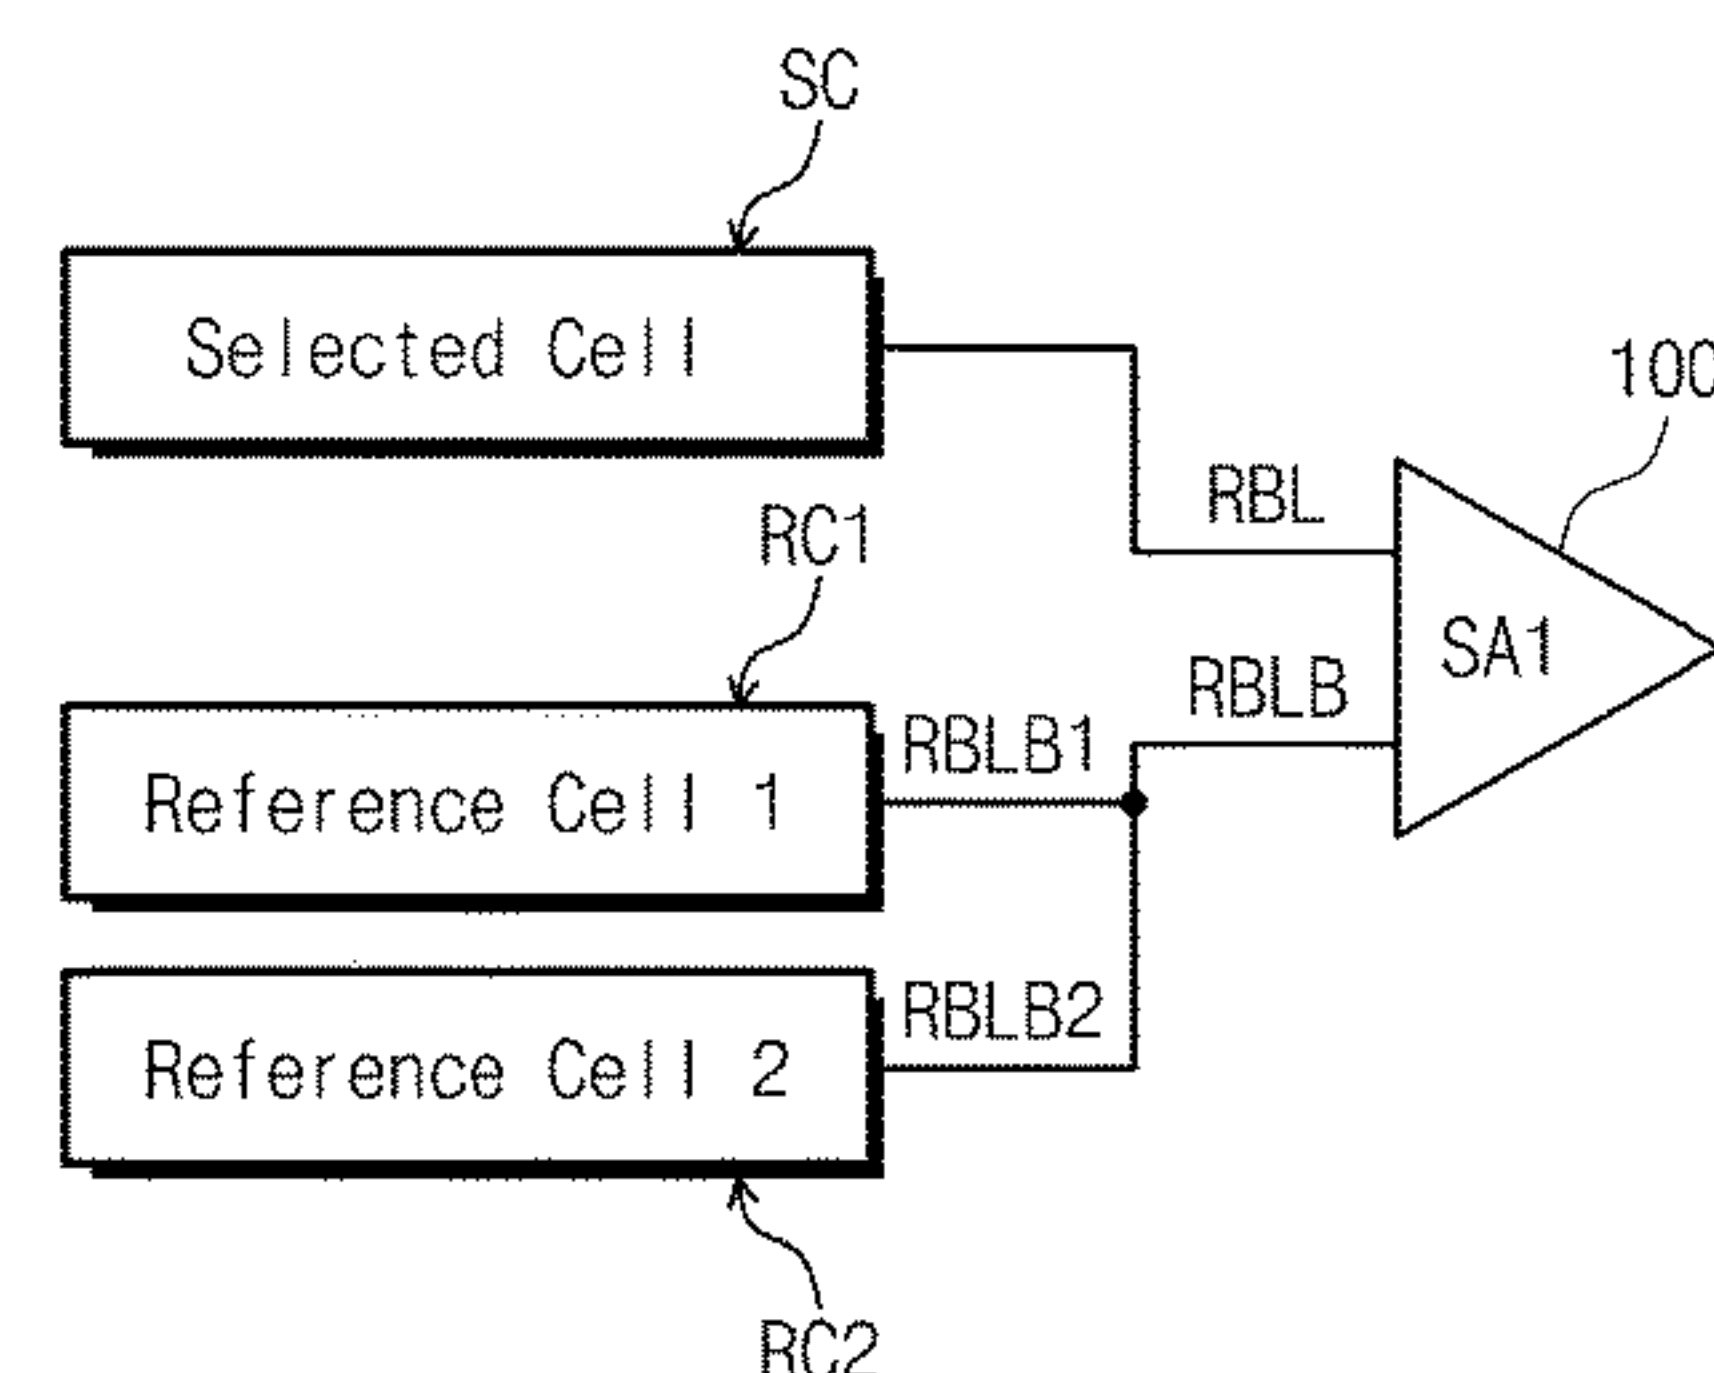 SC
Selected Cell
100
RBL
RC1
SA1
RBLB
RBLB1
Reference Cell 1
RBLB2
Reference Cell 2
RC2